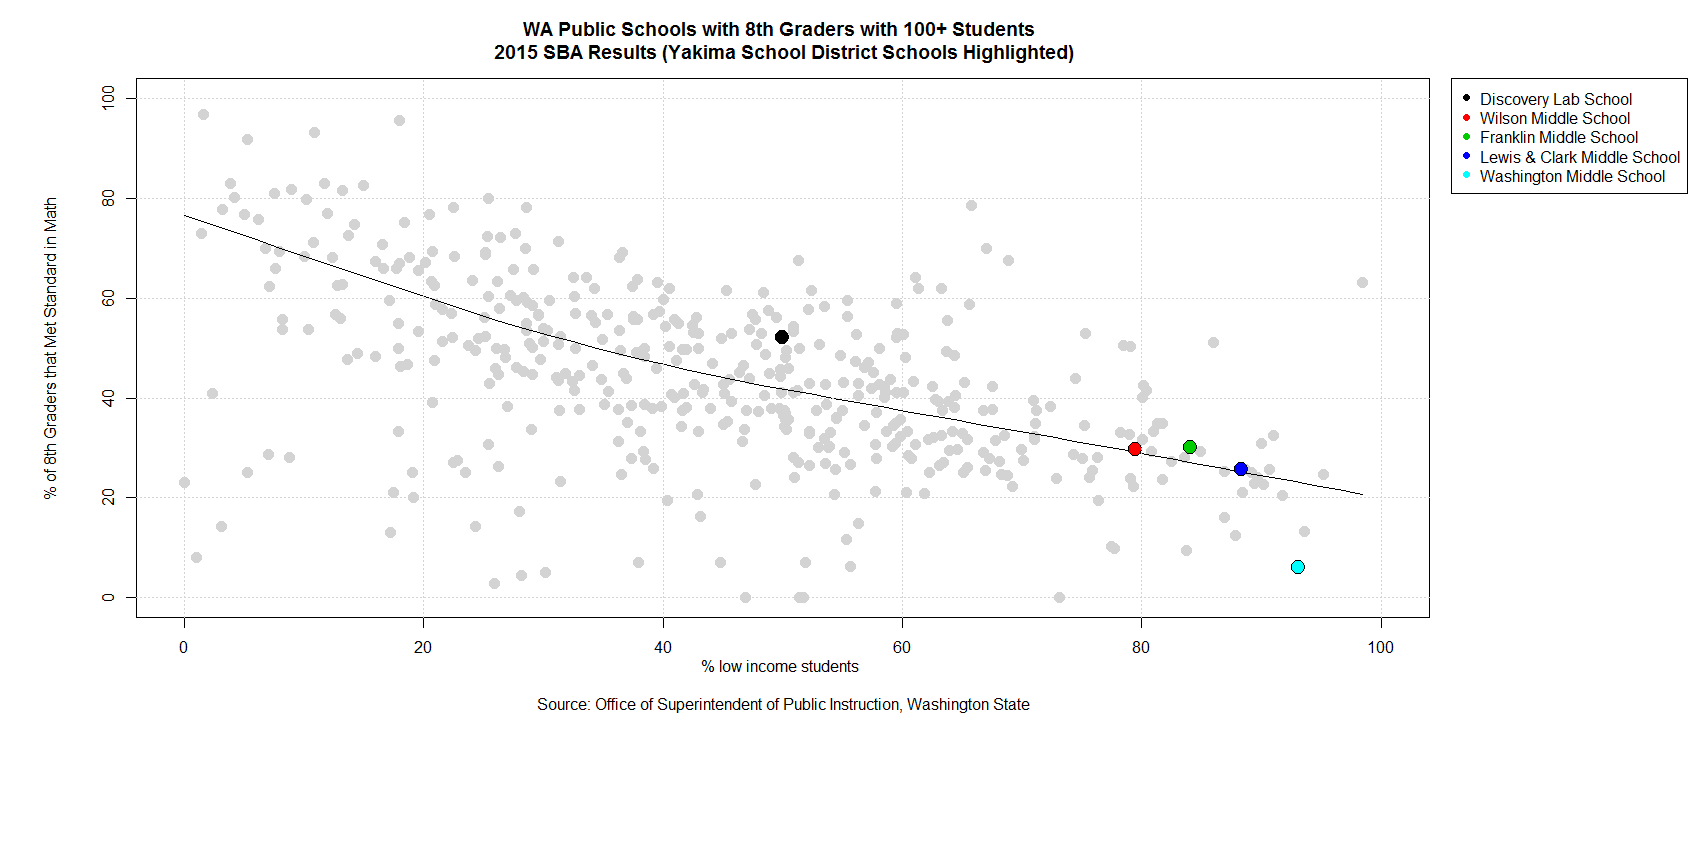 WA Public Schools with 8th Graders with 100+ Students
2015 SBA Results (Yakima School District Schools Highlighted)
% of 8th Graders that Met Standard in Math
100
80
60
40
20
0
0 20 40 60 80 100
% low income students
Source: Office of Superintendent of Public Instruction, Washington State
Discovery Lab School
Wilson Middle School
Franklin Middle School
Lewis & Clark Middle School
Washington Middle School